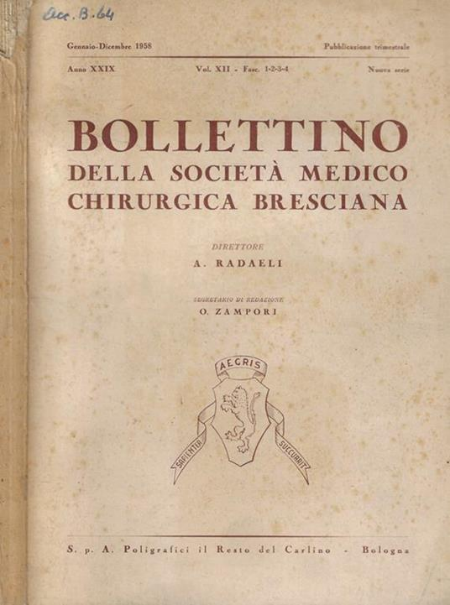 Acc. B. 64
Gennaio-Dicembre 1958 Pubblicazione trimestrale
Anno XXIX Vol. XII - Fasc. 1-2-3-4 Nuova serie
BOLLETTINO
DELLA SOCIETÀ MEDICO
CHIRURGICA BRESCIANA
DIRETTORE
A. RADAELI
SEGRETARIO DI REDAZIONE
O. ZAMPORI
AEGRIS
SAPIENTIA SUCCURRIT
S. p. A. Poligrafici il Resto del Carlino - Bologna